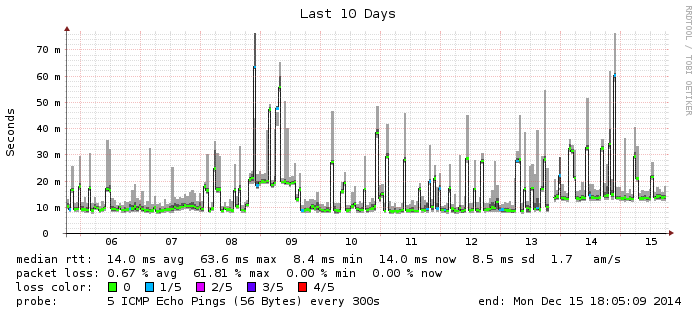 Last 10 Days
RRDTOOL / TOBI OETIKER
Seconds
70 m
60 m
50 m
40 m
30 m
20 m
10 m
0
06 07 08 09 10 11 12 13 14 15
median rtt: 14.0 ms avg 63.6 ms max 8.4 ms min 14.0 ms now 8.5 ms sd 1.7 am/s
packet loss: 0.67 % avg 61.81 % max 0.00 % min 0.00 % now
loss color: 0 1/5 2/5 3/5 4/5
probe: 5 ICMP Echo Pings (56 Bytes) every 300s end: Mon Dec 15 18:05:09 2014